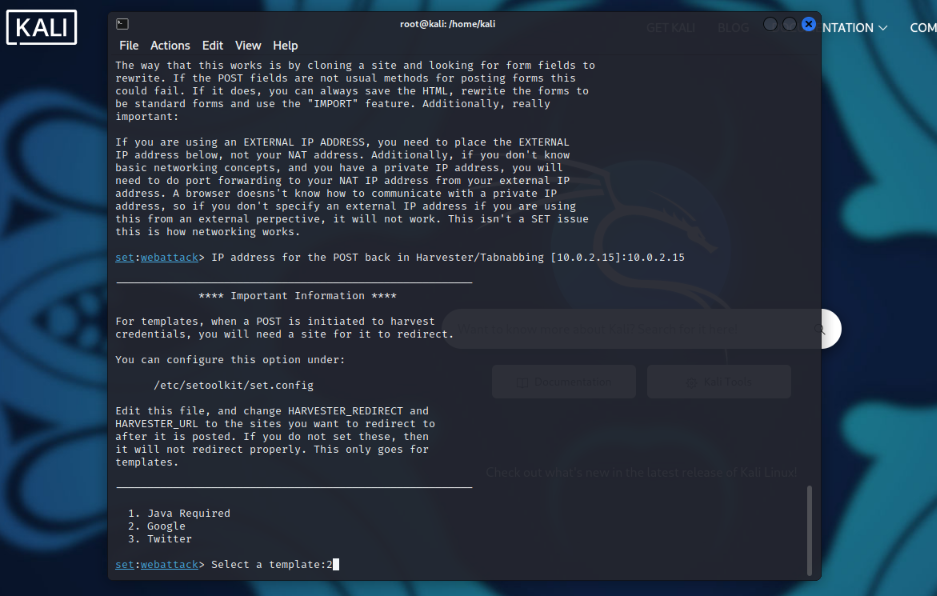 KALI
root@kali: /home/kali
GET KALI BLOG NTATION COM
File Actions Edit View Help
The way that this works is by cloning a site and looking for form fields to
rewrite. If the POST fields are not usual methods for posting forms this
could fail. If it does, you can always save the HTML, rewrite the forms to
be standard forms and use the "IMPORT" feature. Additionally, really
important:
If you are using an EXTERNAL IP ADDRESS, you need to place the EXTERNAL
IP address below, not your NAT address. Additionally, if you don't know
basic networking concepts, and you have a private IP address, you will
need to do port forwarding to your NAT IP address from your external IP
address. A browser doesns't know how to communicate with a private IP
address, so if you don't specify an external IP address if you are using
this from an external perpective, it will not work. This isn't a SET issue
this is how networking works.
set:webattack> IP address for the POST back in Harvester/Tabnabbing [10.0.2.15]:10.0.2.15
**** Important Information ****
For templates, when a POST is initiated to harvest
credentials, you will need a site for it to redirect.
You can configure this option under:
/etc/setoolkit/set.config
Edit this file, and change HARVESTER_REDIRECT and
HARVESTER_URL to the sites you want to redirect to
after it is posted. If you do not set these, then
it will not redirect properly. This only goes for
templates.
Documentation Kali Tools
Check out what's new in the latest release of Kali Linux!
1. Java Required
2. Google
3. Twitter
set:webattack> Select a template:2